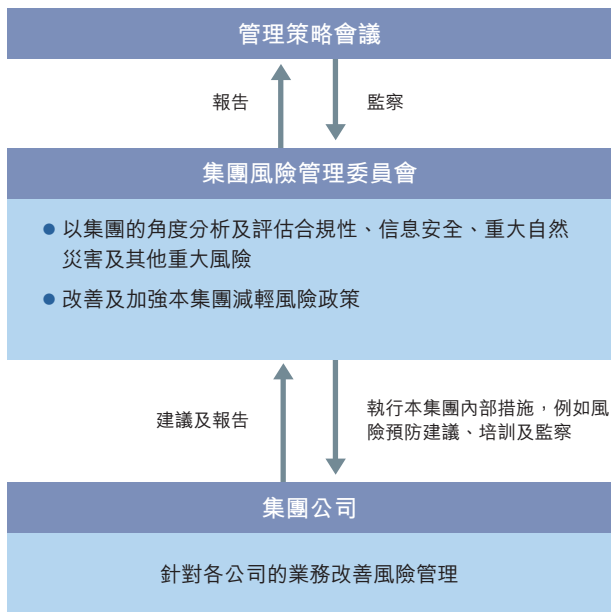 管理策略會議
報告
監察
集團風險管理委員會
以集團的角度分析及評估合規性、信息安全、重大自然
災害及其他重大風險
改善及加強本集團減輕風險政策
建議及報告
執行本集團內部措施，例如風
險預防建議、培訓及監察
集團公司
針對各公司的業務改善風險管理